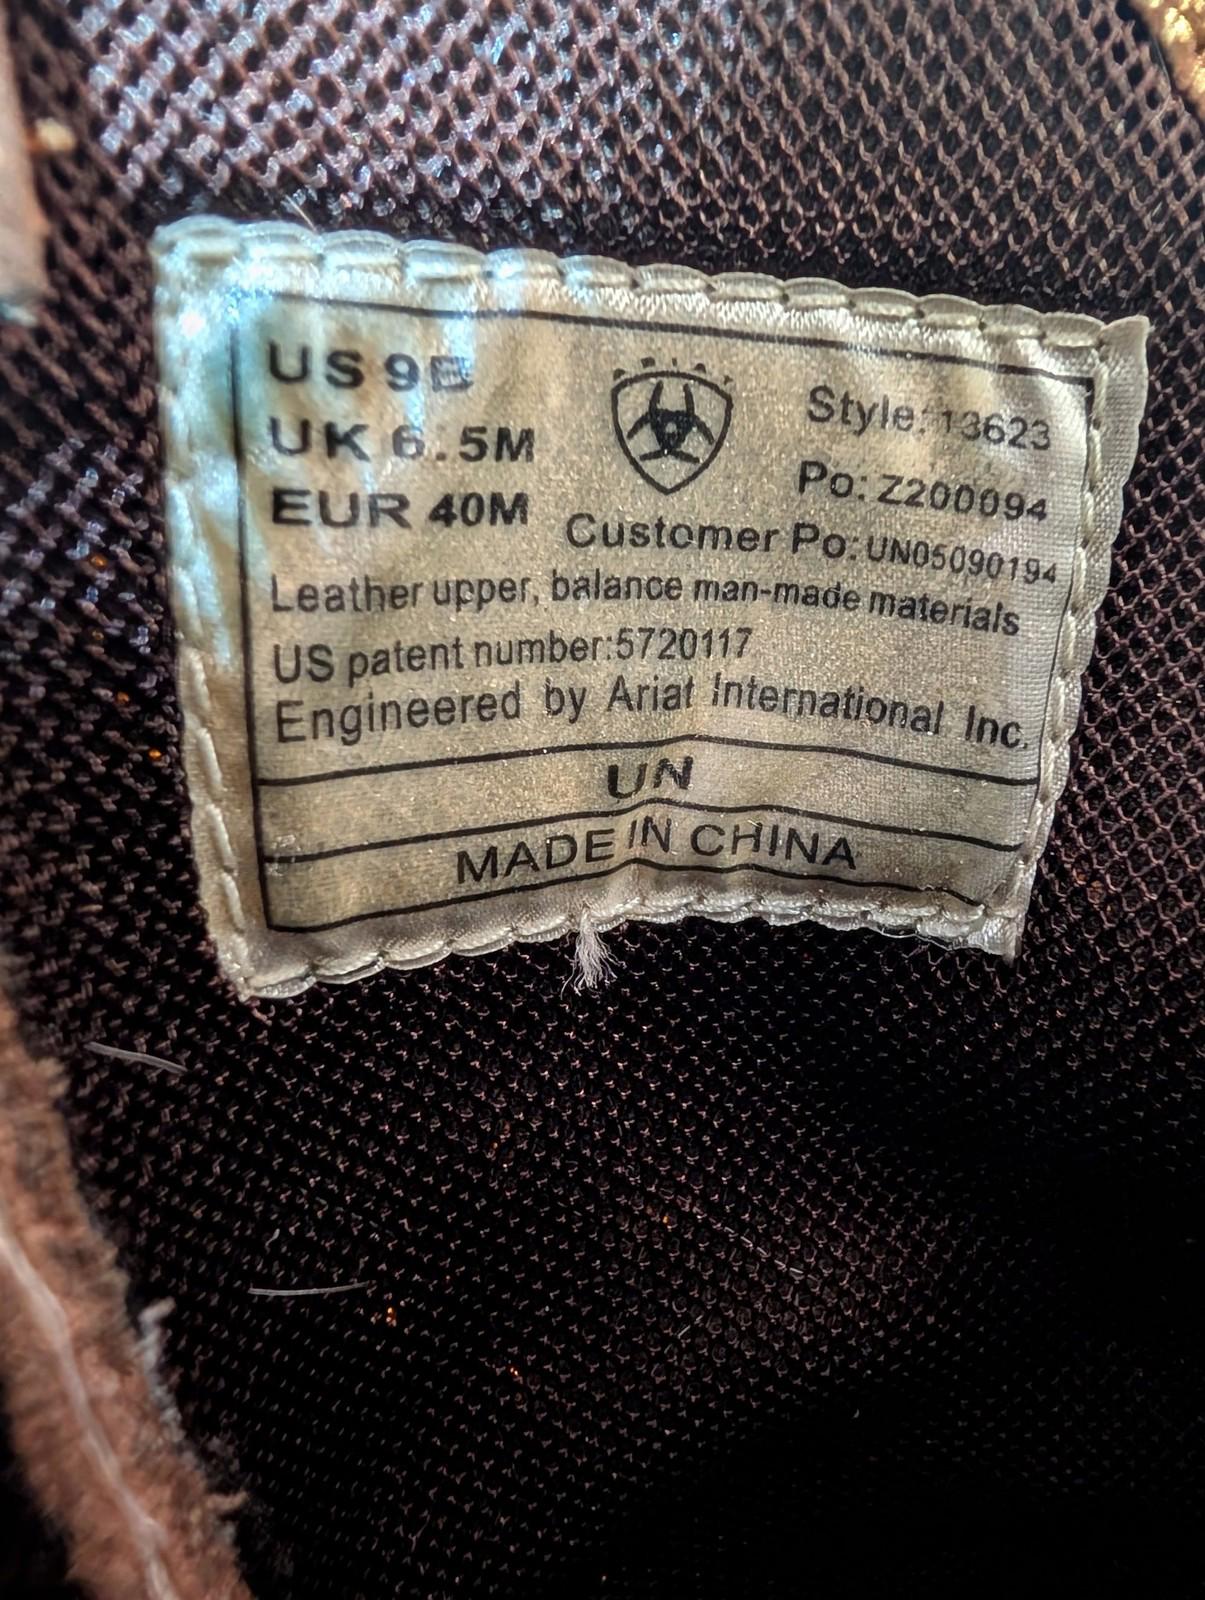 US 9B
UK 6.5M
EUR 40M
ARIAT
Style: 13623
Po: Z200094
Customer Po: UN05090194
Leather upper, balance man-made materials
US patent number:5720117
Engineered by Ariat International Inc.
UN
MADE IN CHINA